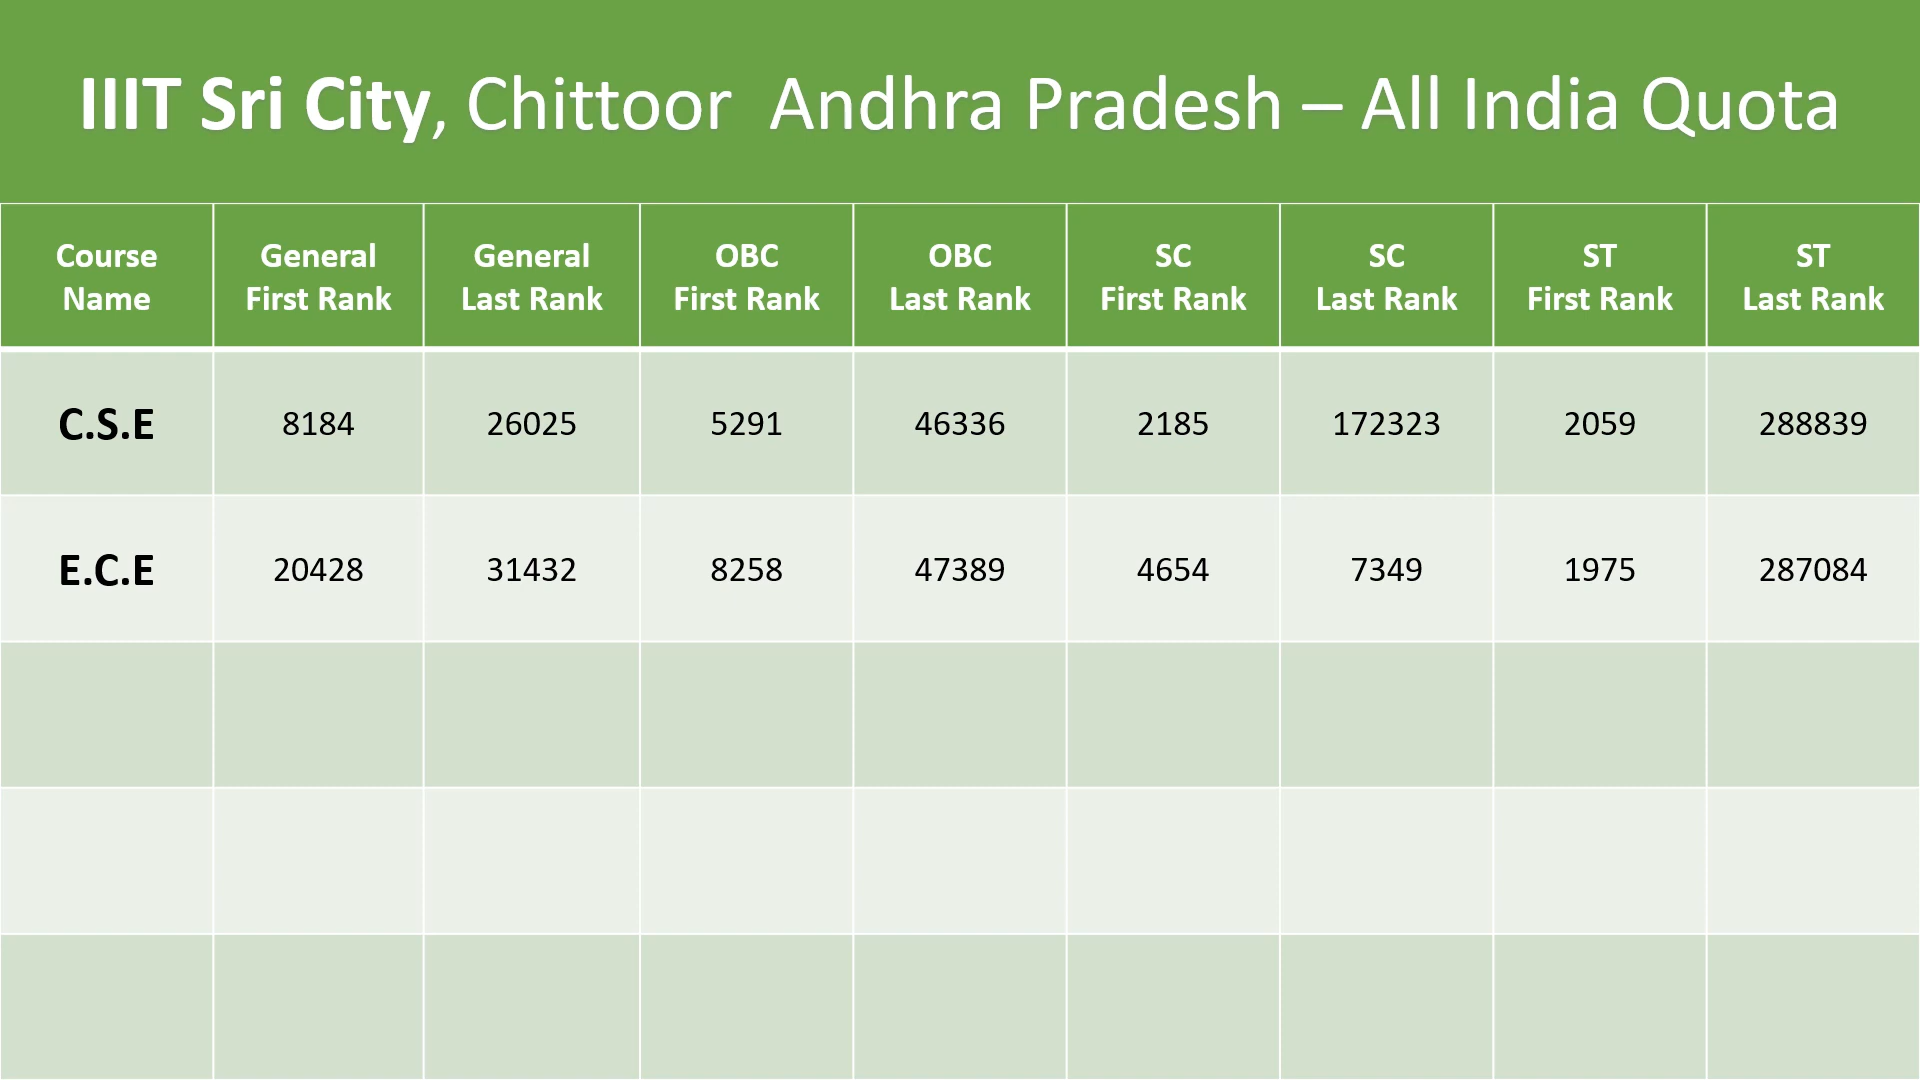 IIIT Sri City, Chittoor  Andhra Pradesh – All India Quota
Course Name General First Rank General Last Rank OBC First Rank OBC Last Rank SC First Rank SC Last Rank ST First Rank ST Last Rank
C.S.E 8184 26025 5291 46336 2185 172323 2059 288839
E.C.E 20428 31432 8258 47389 4654 7349 1975 287084